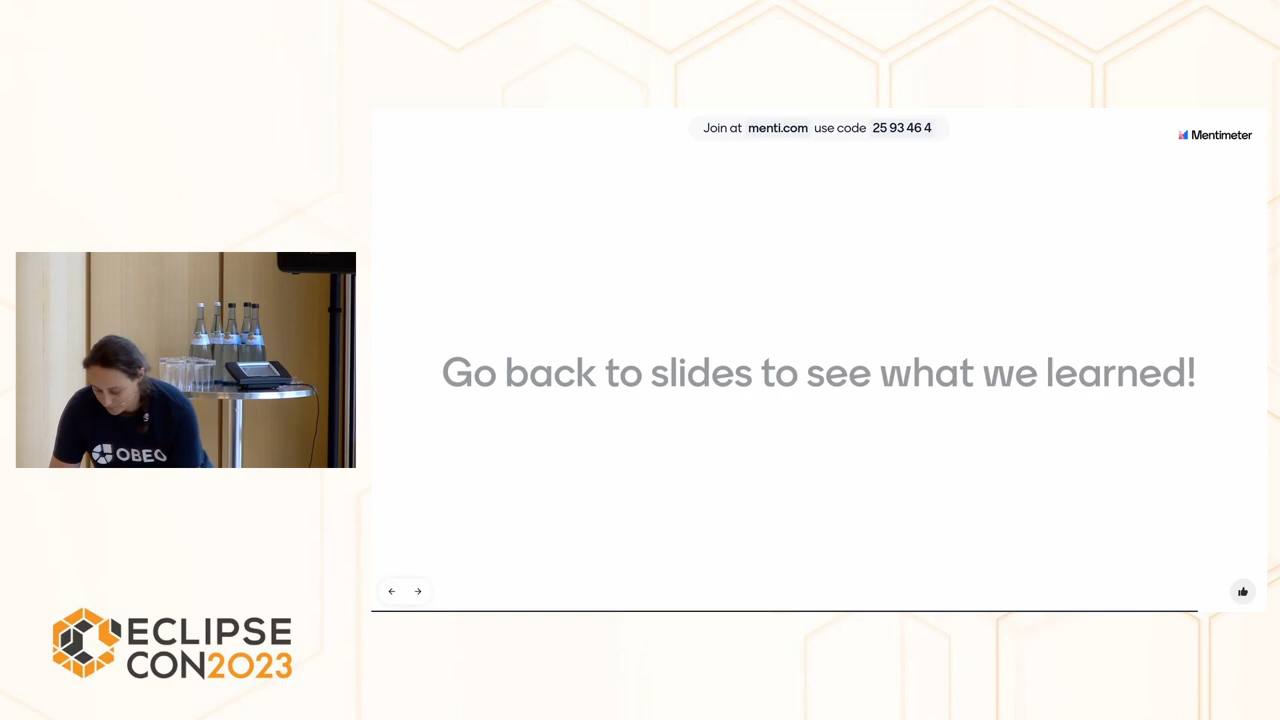 Join at menti.com use code 25 93 46 4
Mentimeter
Go back to slides to see what we learned!
OBEO
ECLIPSE
CON2023